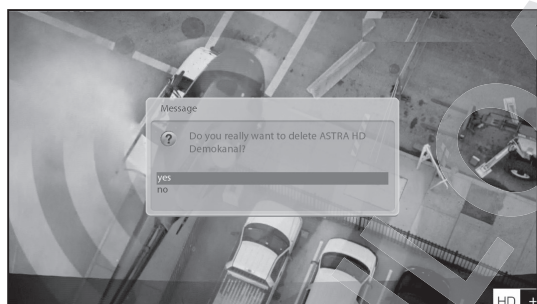 Message
Do you really want to delete ASTRA HD
Demokanal?
yes
no
HD +